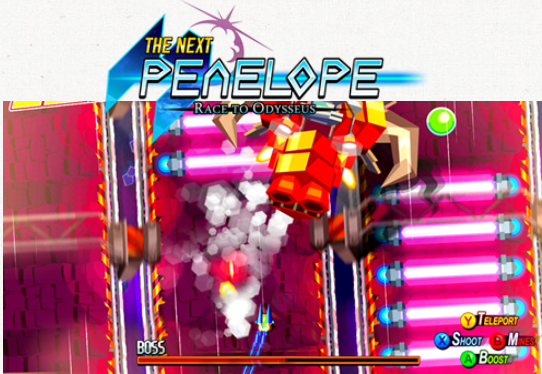 THE NEXT
PENELOPE
RACE TO ODYSSEUS
BOSS
Y TELEPORT
X SHOOT B MINES
A BOOST